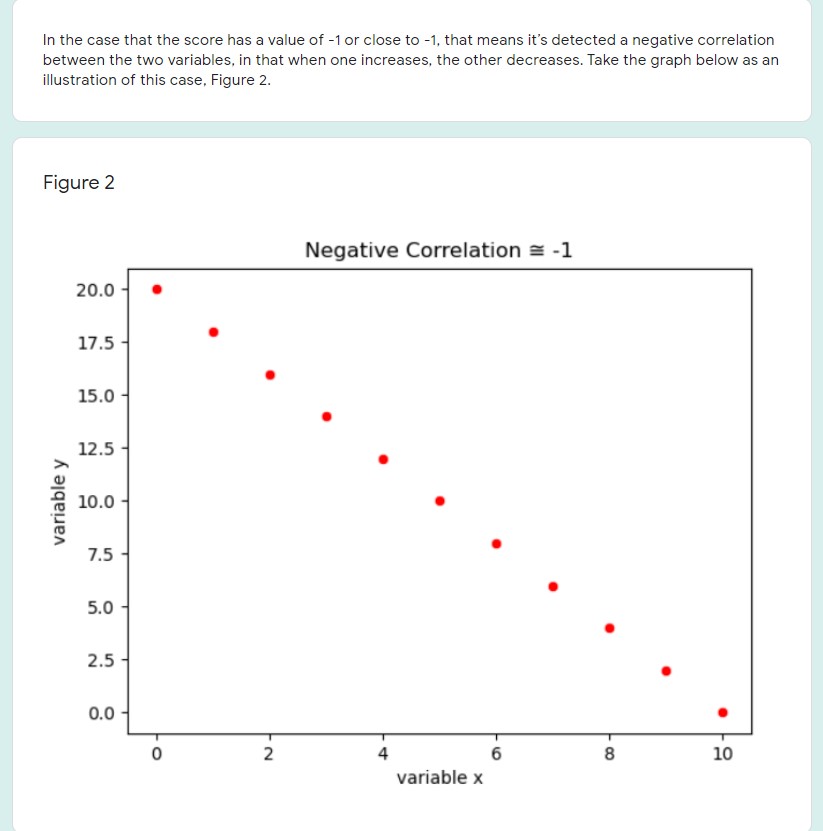 In the case that the score has a value of -1 or close to -1, that means it’s detected a negative correlation
between the two variables, in that when one increases, the other decreases. Take the graph below as an
illustration of this case, Figure 2.
Figure 2
Negative Correlation ≅ -1
20.0
17.5
15.0
12.5
10.0
7.5
5.0
2.5
0.0
variable y
0 2 4 6 8 10
variable x